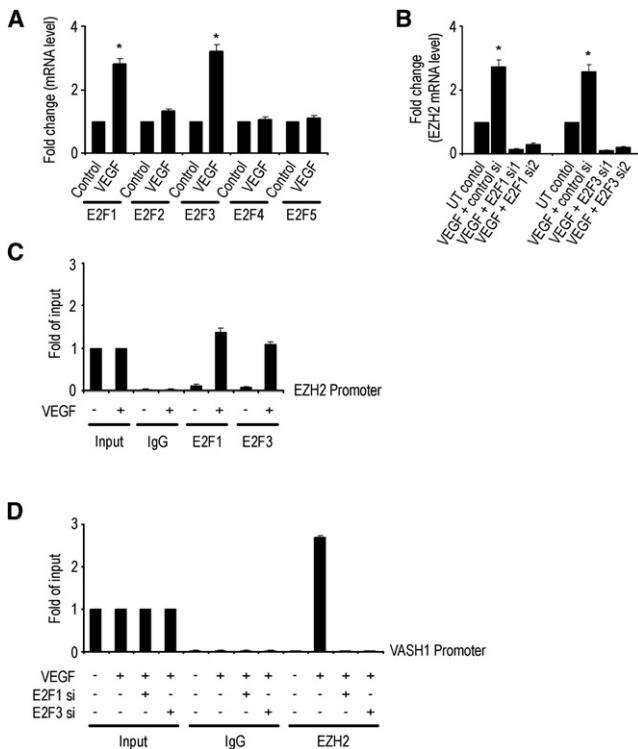 A
Fold change (mRNA level)
4
2
0
Control
VEGF
Control
VEGF
Control
VEGF
Control
VEGF
Control
VEGF
*
*
E2F1
E2F2
E2F3
E2F4
E2F5
B
Fold change
(EZH2 mRNA level)
4
2
0
*
*
UT contol
VEGF + control si
VEGF + E2F1 si1
VEGF + E2F1 si2
UT contol
VEGF + control si
VEGF + E2F3 si1
VEGF + E2F3 si2
C
Fold of input
3
2
1
0
EZH2 Promoter
VEGF - + - + - + - +
Input IgG E2F1 E2F3
D
Fold of input
3
2
1
0
VASH1 Promoter
VEGF - + + + - + + + - + + +
E2F1 si - - + - - - + - - - + -
E2F3 si - - - + - - - + - - - +
Input IgG EZH2